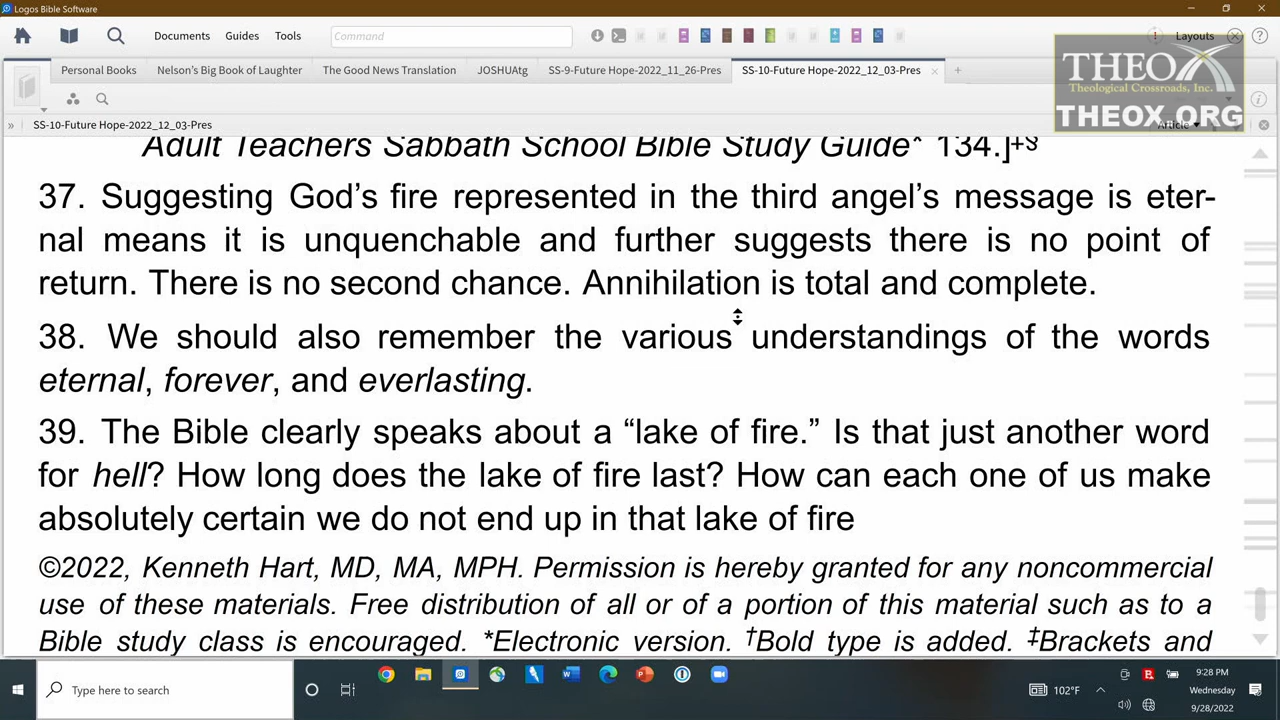 Logos Bible Software
Documents Guides Tools Command Layouts
THEOX
Theological Crossroads, Inc.
THEOX.ORG
Personal Books Nelson's Big Book of Laughter The Good News Translation JOSHUAtg SS-9-Future Hope-2022_11_26-Pres SS-10-Future Hope-2022_12_03-Pres
SS-10-Future Hope-2022_12_03-Pres Article
Adult Teachers Sabbath School Bible Study Guide* 134.]†§
37. Suggesting God's fire represented in the third angel's message is eter-
nal means it is unquenchable and further suggests there is no point of
return. There is no second chance. Annihilation is total and complete.
38. We should also remember the various understandings of the words
eternal, forever, and everlasting.
39. The Bible clearly speaks about a “lake of fire.” Is that just another word
for hell? How long does the lake of fire last? How can each one of us make
absolutely certain we do not end up in that lake of fire
©2022, Kenneth Hart, MD, MA, MPH. Permission is hereby granted for any noncommercial
use of these materials. Free distribution of all or of a portion of this material such as to a
Bible study class is encouraged. *Electronic version. †Bold type is added. ‡Brackets and
Type here to search
102°F
9:28 PM
Wednesday
9/28/2022